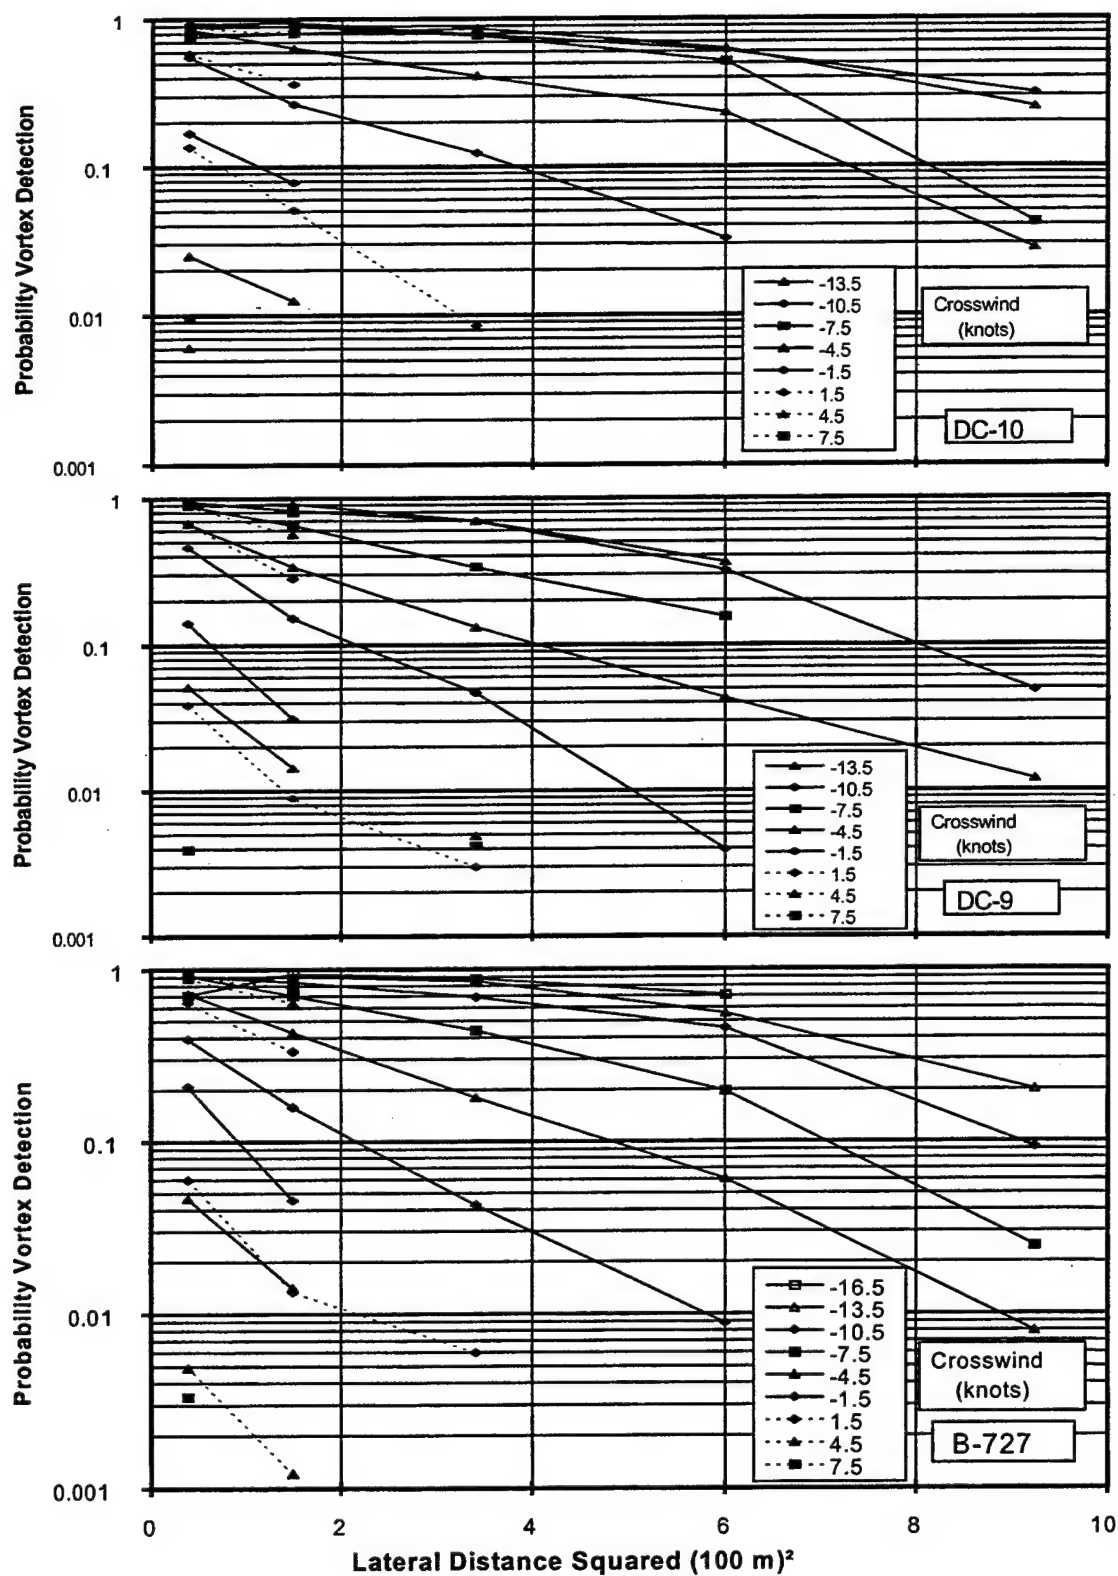 Probability Vortex Detection
1
0.1
0.01
0.001
-13.5
-10.5
-7.5
-4.5
-1.5
1.5
4.5
7.5
Crosswind
(knots)
DC-10
Probability Vortex Detection
1
0.1
0.01
0.001
-13.5
-10.5
-7.5
-4.5
-1.5
1.5
4.5
7.5
Crosswind
(knots)
DC-9
Probability Vortex Detection
1
0.1
0.01
0.001
-16.5
-13.5
-10.5
-7.5
-4.5
-1.5
1.5
4.5
7.5
Crosswind
(knots)
B-727
0 2 4 6 8 10
Lateral Distance Squared (100 m)²